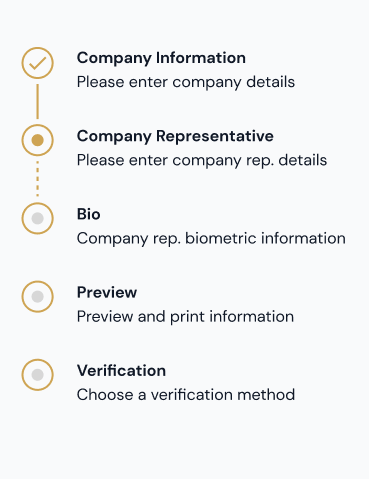 Company Information
Please enter company details
Company Representative
Please enter company rep. details
Bio
Company rep. biometric information
Preview
Preview and print information
Verification
Choose a verification method